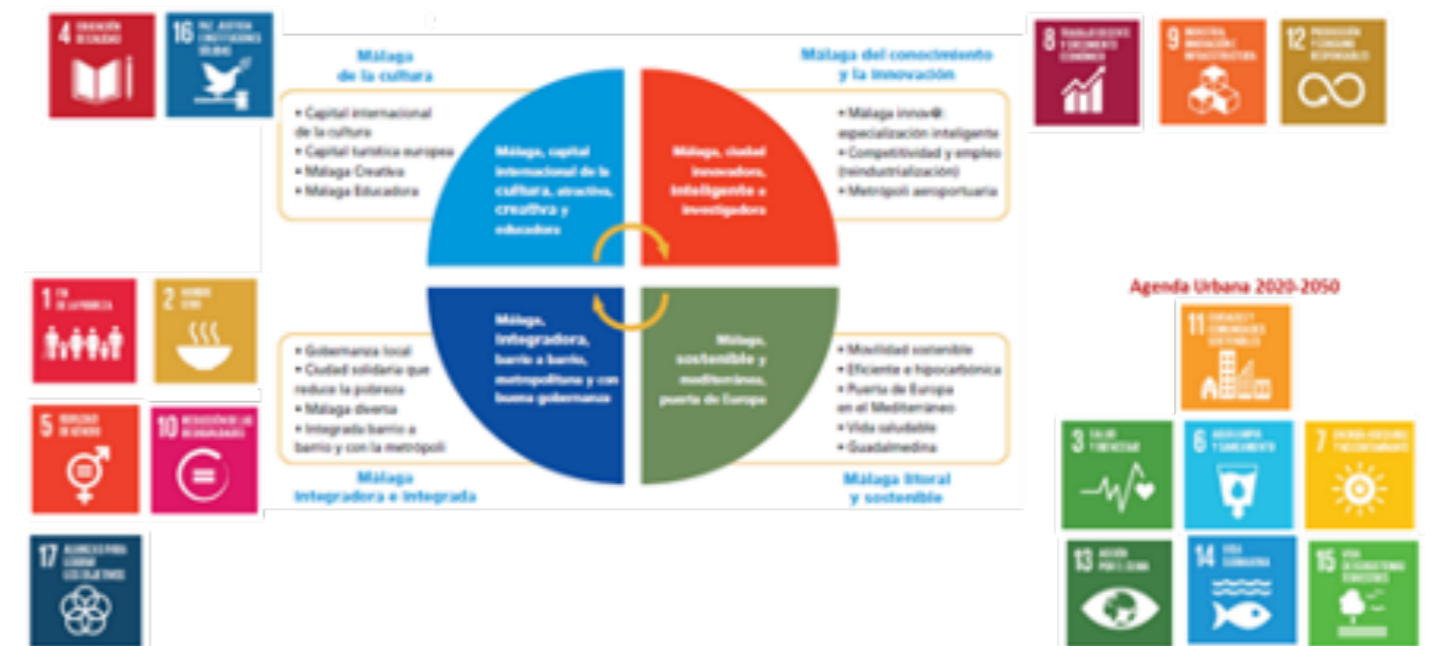 4 EDUCACIÓN
DE CALIDAD
16 PAZ, JUSTICIA
E INSTITUCIONES
SÓLIDAS
Málaga
de la cultura
• Capital internacional
de la cultura
• Capital turística europea
• Málaga Creativa
• Málaga Educadora
Málaga, capital
internacional de la
cultura, atractiva,
creativa y
educadora
Málaga, ciudad
innovadora,
inteligente e
investigadora
Málaga del conocimiento
y la innovación
• Málaga innov@:
especialización inteligente
• Competitividad y empleo
(reindustrialización)
• Metrópoli aeroportuaria
8 TRABAJO DECENTE
Y CRECIMIENTO
ECONÓMICO
9 INDUSTRIA,
INNOVACIÓN E
INFRAESTRUCTURA
12 PRODUCCIÓN
Y CONSUMO
RESPONSABLES
1 FIN
DE LA POBREZA
2 HAMBRE
CERO
5 IGUALDAD
DE GÉNERO
10 REDUCCIÓN DE LAS
DESIGUALDADES
17 ALIANZAS PARA
LOGRAR
LOS OBJETIVOS
Málaga,
integradora,
barrio a barrio,
metropolitana y con
buena gobernanza
• Gobernanza local
• Ciudad solidaria que
reduce la pobreza
• Málaga diversa
• Integrada barrio a
barrio y con la metrópoli
Málaga
integradora e integrada
Málaga,
sostenible y
mediterránea,
puerta de Europa
• Movilidad sostenible
• Eficiente e hipocarbónica
• Puerta de Europa
en el Mediterráneo
• Vida saludable
• Guadalmedina
Málaga litoral
y sostenible
Agenda Urbana 2020-2050
11 CIUDADES Y
COMUNIDADES
SOSTENIBLES
3 SALUD
Y BIENESTAR
6 AGUA LIMPIA
Y SANEAMIENTO
7 ENERGÍA ASEQUIBLE
Y NO CONTAMINANTE
13 ACCIÓN
POR EL CLIMA
14 VIDA
SUBMARINA
15 VIDA
DE ECOSISTEMAS
TERRESTRES